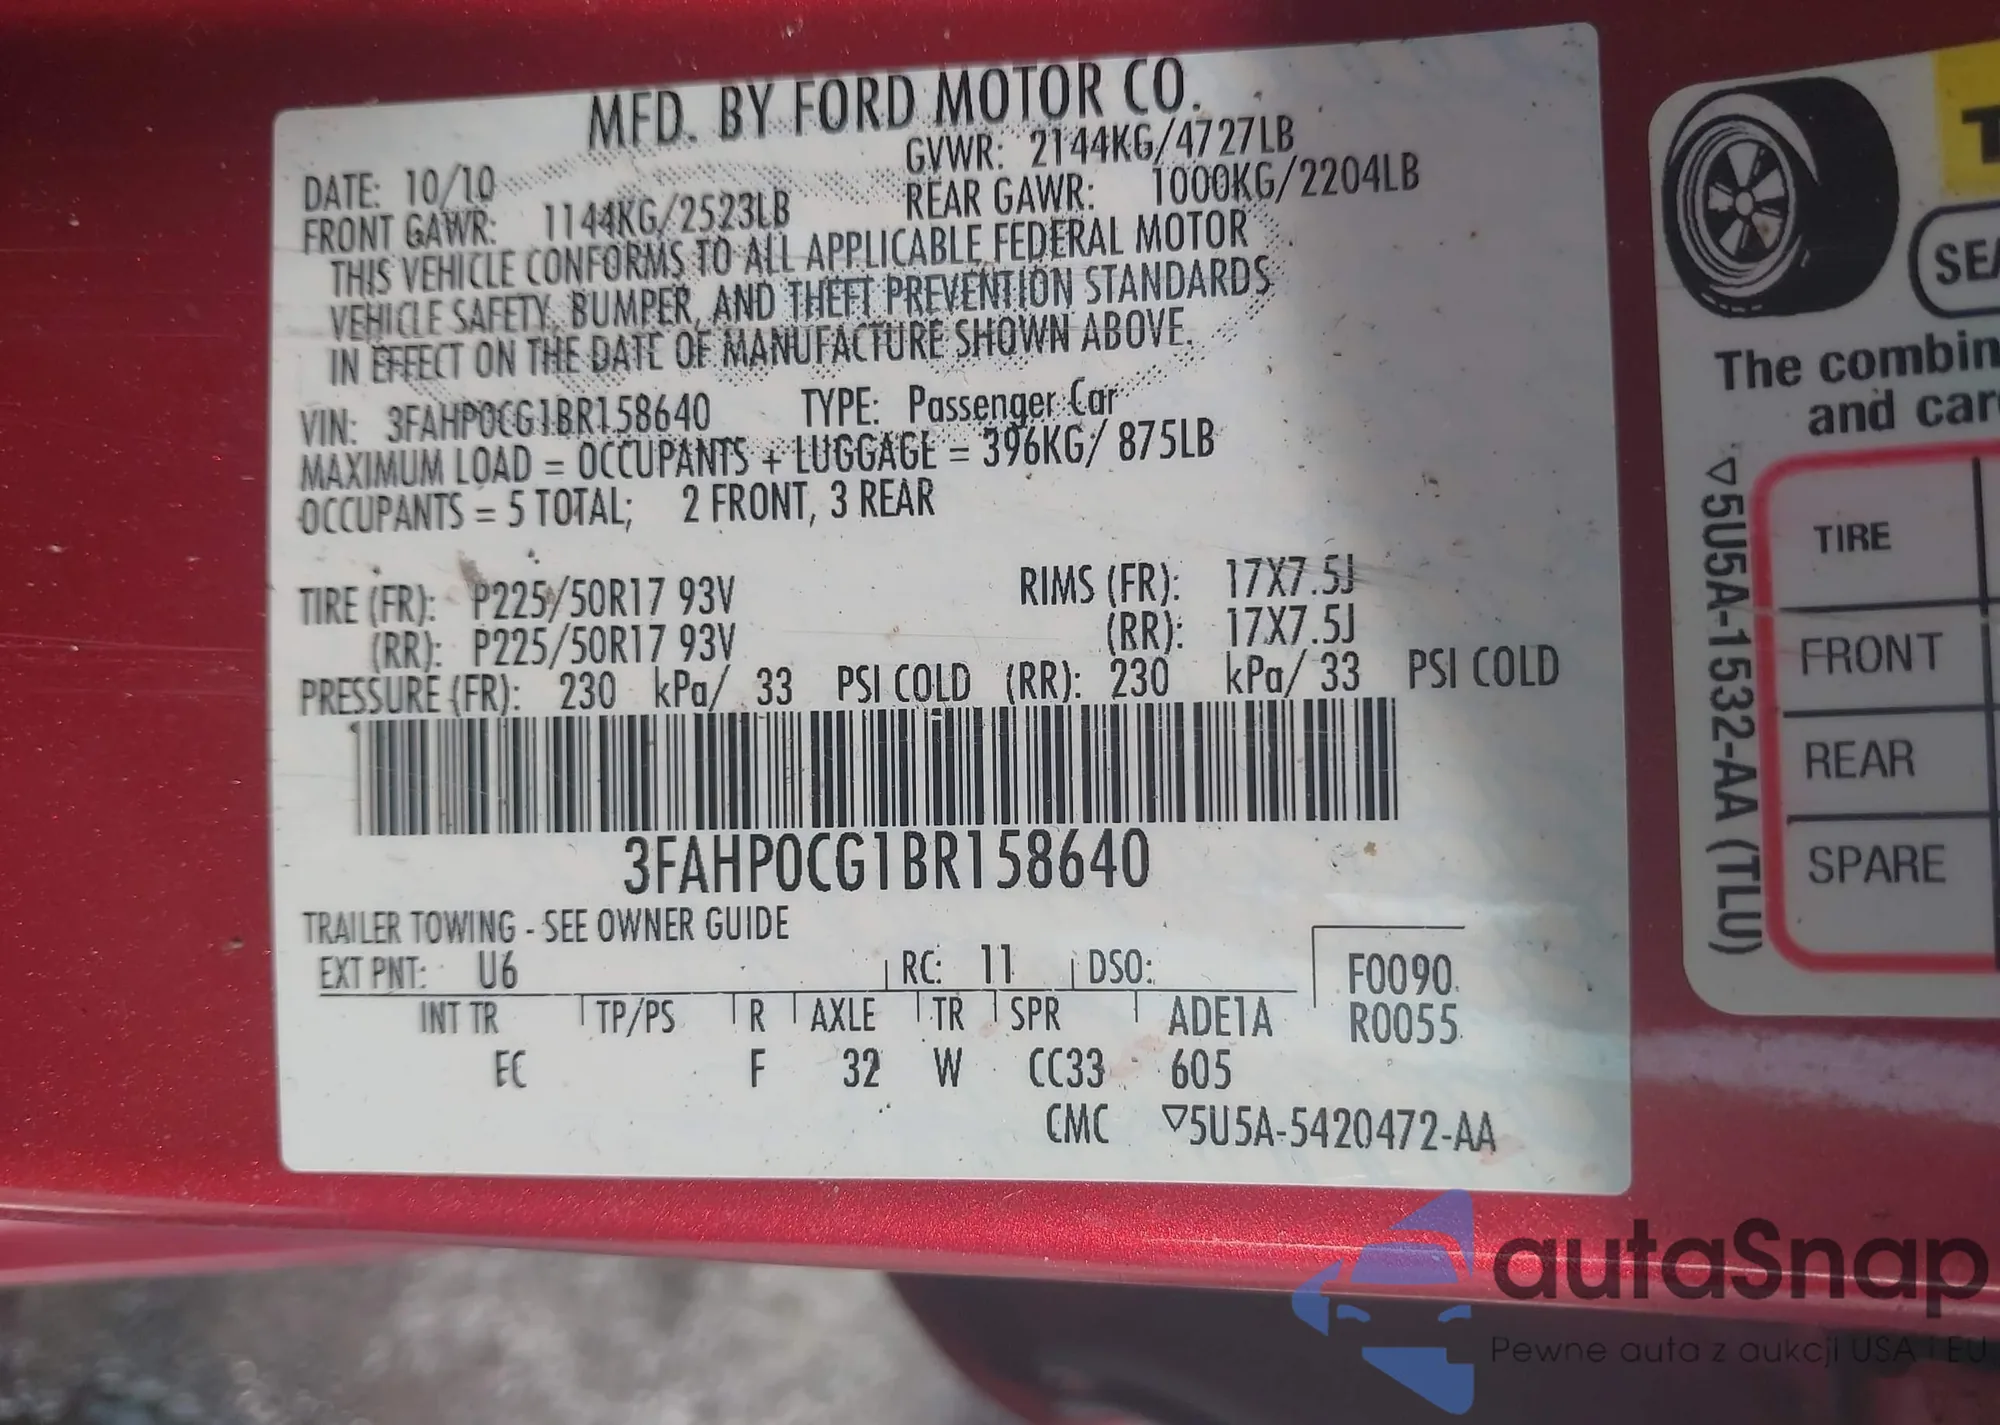 MFD. BY FORD MOTOR CO.
DATE: 10/10 GVWR: 2144KG/4727LB
FRONT GAWR: 1144KG/2523LB REAR GAWR: 1000KG/2204LB
THIS VEHICLE CONFORMS TO ALL APPLICABLE FEDERAL MOTOR
VEHICLE SAFETY, BUMPER, AND THEFT PREVENTION STANDARDS
IN EFFECT ON THE DATE OF MANUFACTURE SHOWN ABOVE.
VIN: 3FAHP0CG1BR158640 TYPE: Passenger Car
MAXIMUM LOAD = OCCUPANTS + LUGGAGE = 396KG/ 875LB
OCCUPANTS = 5 TOTAL; 2 FRONT, 3 REAR
TIRE (FR): P225/50R17 93V RIMS (FR): 17X7.5J
(RR): P225/50R17 93V (RR): 17X7.5J
PRESSURE (FR): 230 kPa/ 33 PSI COLD (RR): 230 kPa/ 33 PSI COLD
3FAHP0CG1BR158640
TRAILER TOWING - SEE OWNER GUIDE
EXT PNT: U6 RC: 11 DSO: F0090
INT TR TP/PS R AXLE TR SPR ADE1A R0055
EC F 32 W CC33 605
CMC ▽5U5A-5420472-AA
SEA
The combin
and car
▽5U5A-1532-AA (TLU)
TIRE
FRONT
REAR
SPARE
autaSnap
Pewne auta z aukcji USA i EU